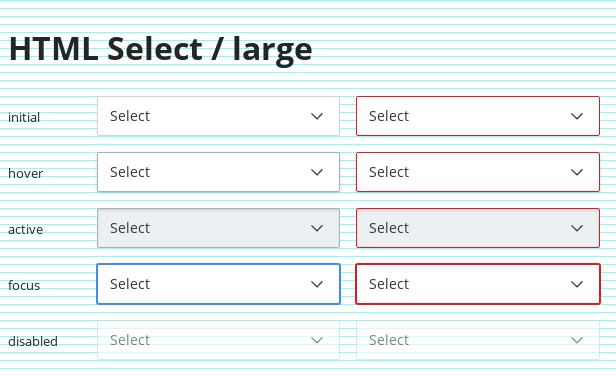 HTML Select / large
initial Select Select
hover Select Select
active Select Select
focus Select Select
disabled Select Select